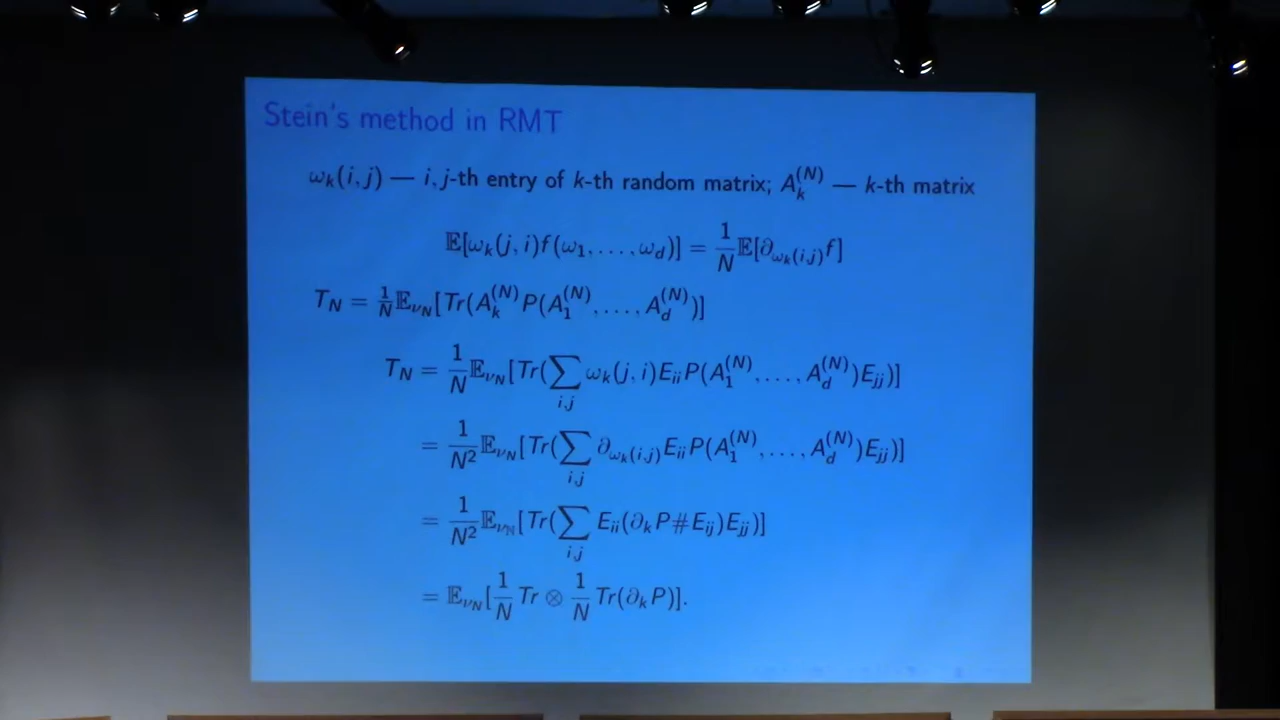 Stein's method in RMT
ω_k(i,j) — i,j-th entry of k-th random matrix; A_k^{(N)} — k-th matrix
𝔼[ω_k(j,i)f(ω_1,...,ω_d)] = \frac{1}{N}𝔼[∂_{ω_k(i,j)}f]
T_N = \frac{1}{N}𝔼_{ν_N}[Tr(A_k^{(N)}P(A_1^{(N)},...,A_d^{(N)})]
T_N = \frac{1}{N}𝔼_{ν_N}[Tr(∑_{i,j} ω_k(j,i)E_{ii}P(A_1^{(N)},...,A_d^{(N)})E_{jj})]
= \frac{1}{N^2}𝔼_{ν_N}[Tr(∑_{i,j} ∂_{ω_k(i,j)}E_{ii}P(A_1^{(N)},...,A_d^{(N)})E_{jj})]
= \frac{1}{N^2}𝔼_{ν_ℕ}[Tr(∑_{i,j} E_{ii}(∂_kP#E_{ij})E_{jj})]
= 𝔼_{ν_N}[\frac{1}{N}Tr ⊗ \frac{1}{N}Tr(∂_kP)].